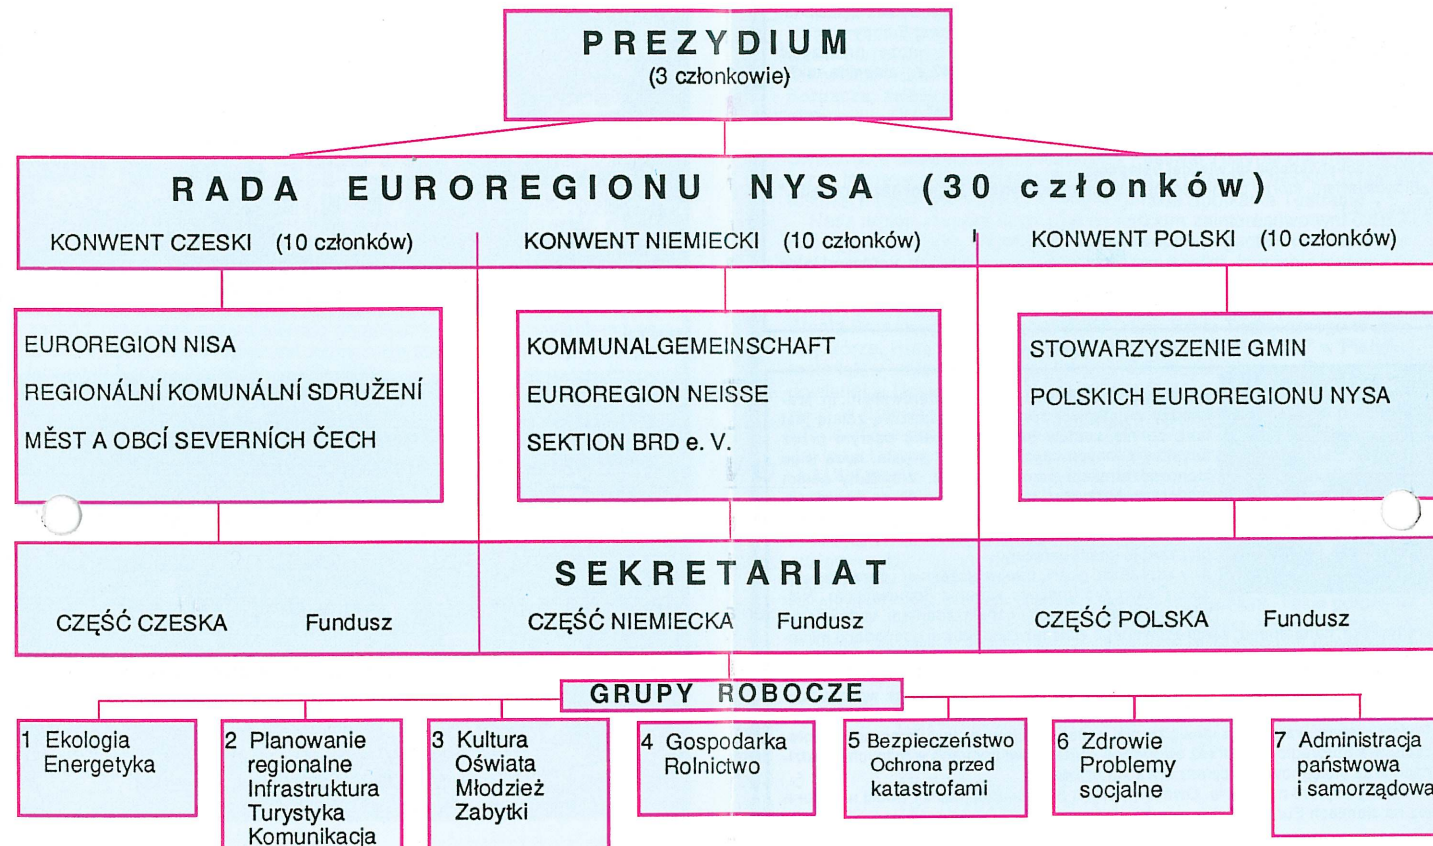 PREZYDIUM
(3 członkowie)
RADA EUROREGIONU NYSA (30 członków)
KONWENT CZESKI (10 członków)
KONWENT NIEMIECKI (10 członków)
KONWENT POLSKI (10 członków)
EUROREGION NISA
REGIONÁLNÍ KOMUNÁLNÍ SDRUŽENÍ
MĚST A OBCÍ SEVERNÍCH ČECH
KOMMUNALGEMEINSCHAFT
EUROREGION NEISSE
SEKTION BRD e. V.
STOWARZYSZENIE GMIN
POLSKICH EUROREGIONU NYSA
SEKRETARIAT
CZĘŚĆ CZESKA Fundusz
CZĘŚĆ NIEMIECKA Fundusz
CZĘŚĆ POLSKA Fundusz
GRUPY ROBOCZE
1 Ekologia
Energetyka
2 Planowanie
regionalne
Infrastruktura
Turystyka
Komunikacja
3 Kultura
Oświata
Młodzież
Zabytki
4 Gospodarka
Rolnictwo
5 Bezpieczeństwo
Ochrona przed
katastrofami
6 Zdrowie
Problemy
socjalne
7 Administracja
państwowa
i samorządowa